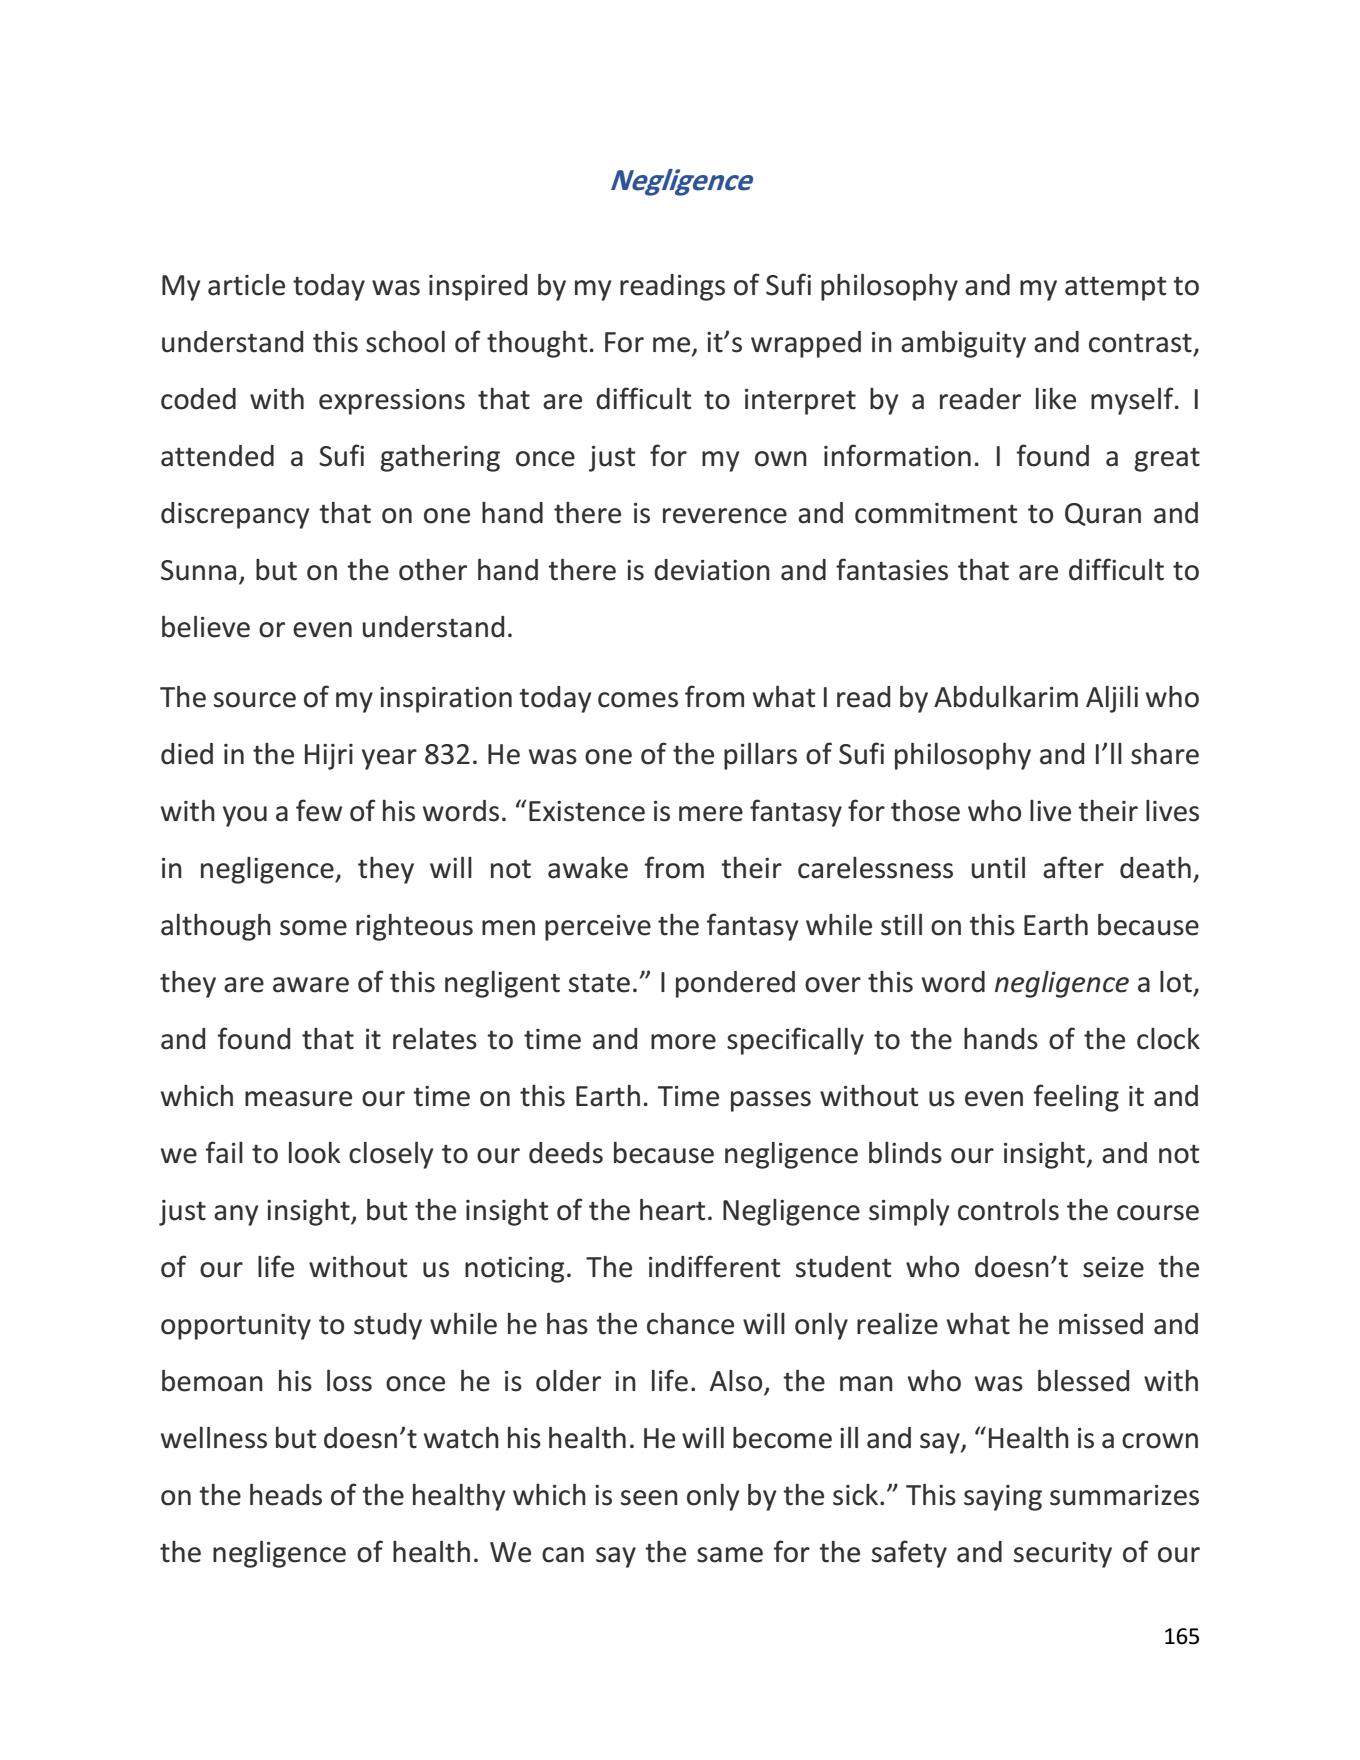 Negligence
My article today was inspired by my readings of Sufi philosophy and my attempt to
understand this school of thought. For me, it’s wrapped in ambiguity and contrast,
coded with expressions that are difficult to interpret by a reader like myself. I
attended a Sufi gathering once just for my own information. I found a great
discrepancy that on one hand there is reverence and commitment to Quran and
Sunna, but on the other hand there is deviation and fantasies that are difficult to
believe or even understand.
The source of my inspiration today comes from what I read by Abdulkarim Aljili who
died in the Hijri year 832. He was one of the pillars of Sufi philosophy and I’ll share
with you a few of his words. “Existence is mere fantasy for those who live their lives
in negligence, they will not awake from their carelessness until after death,
although some righteous men perceive the fantasy while still on this Earth because
they are aware of this negligent state.” I pondered over this word negligence a lot,
and found that it relates to time and more specifically to the hands of the clock
which measure our time on this Earth. Time passes without us even feeling it and
we fail to look closely to our deeds because negligence blinds our insight, and not
just any insight, but the insight of the heart. Negligence simply controls the course
of our life without us noticing. The indifferent student who doesn’t seize the
opportunity to study while he has the chance will only realize what he missed and
bemoan his loss once he is older in life. Also, the man who was blessed with
wellness but doesn’t watch his health. He will become ill and say, “Health is a crown
on the heads of the healthy which is seen only by the sick.” This saying summarizes
the negligence of health. We can say the same for the safety and security of our
165